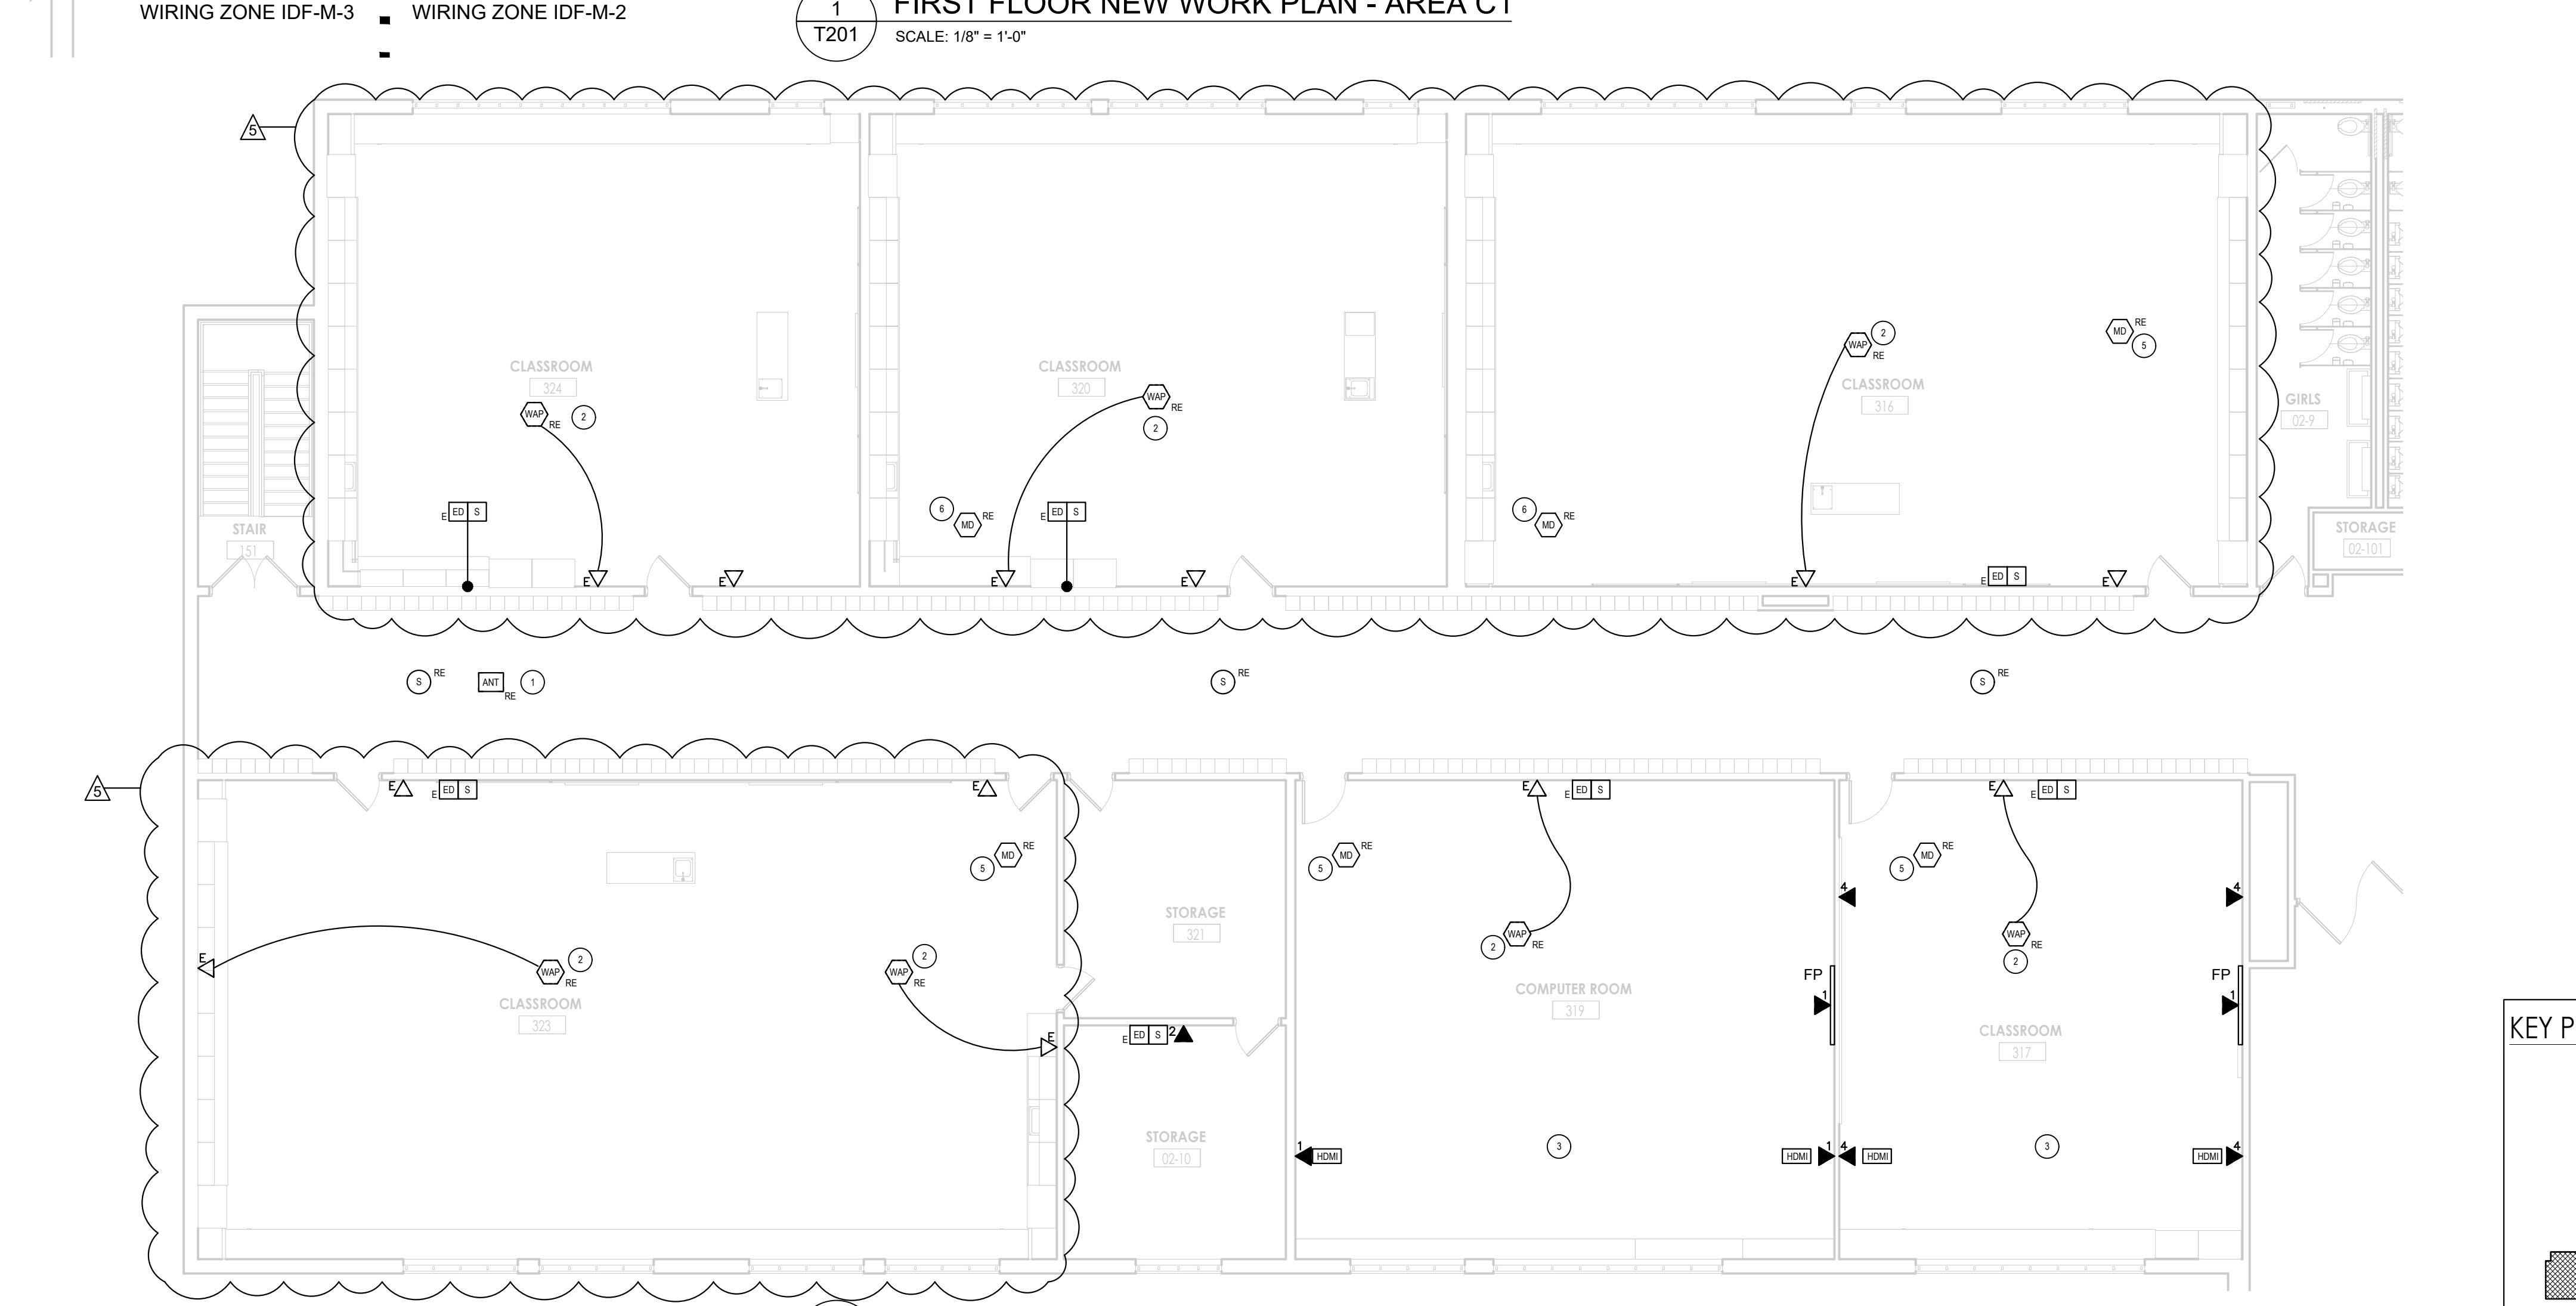 WIRING ZONE IDF-M-3
WIRING ZONE IDF-M-2
1
T201
FIRST FLOOR NEW WORK PLAN - AREA C1
SCALE: 1/8" = 1'-0"
5
CLASSROOM
324
WAP
RE
2
E ED S
E
E
CLASSROOM
320
WAP
RE
2
6
MD
RE
E ED S
E
E
CLASSROOM
316
WAP
RE
2
MD
RE
5
6
MD
RE
E
E ED S
E
GIRLS
02-9
STORAGE
02-101
STAIR
151
S
RE
ANT
RE
1
S
RE
S
RE
5
E
E ED S
E
5
MD
RE
E
WAP
RE
2
WAP
RE
2
CLASSROOM
323
E
STORAGE
321
E ED S
2
STORAGE
02-10
E
E ED S
5
MD
RE
2
WAP
RE
COMPUTER ROOM
319
FP
1
3
1
HDMI
HDMI
1
E
E ED S
5
MD
RE
4
4
WAP
RE
2
CLASSROOM
317
FP
1
3
4
HDMI
HDMI
4
KEY P